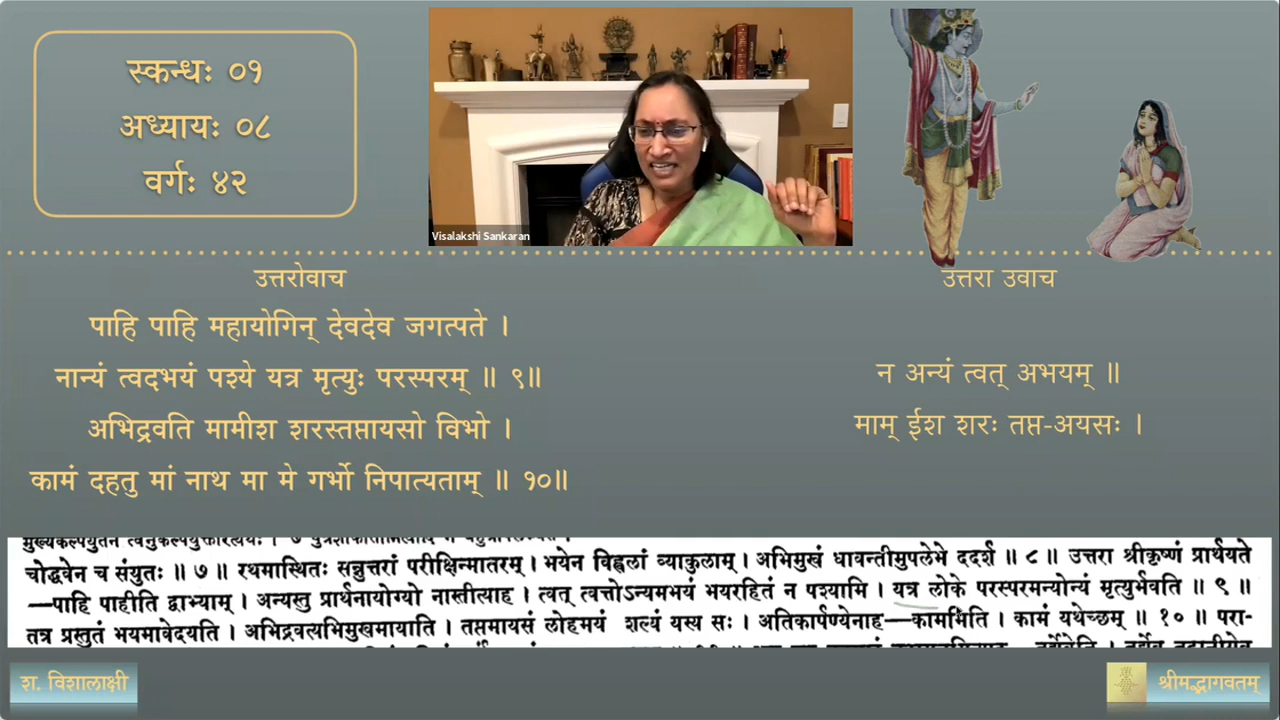 स्कन्धः ०१
अध्यायः ०८
वर्गः ४२
Visalakshi Sankaran
उत्तरोवाच
पाहि पाहि महायोगिन् देवदेव जगत्पते ।
नान्यं त्वदभयं पश्ये यत्र मृत्युः परस्परम् ॥ ९॥
अभिद्रवति मामीश शरस्तप्तायसो विभो ।
कामं दहतु मां नाथ मा मे गर्भो निपात्यताम् ॥ १०॥
उत्तरा उवाच
न अन्यं त्वत् अभयम् ॥
माम् ईश शरः तप्त-अयसः ।
चोद्धवेन च संयुतः ॥ ७ ॥ रथमास्थितः सन्नुत्तरां परीक्षिन्मातरम् । भयेन विह्वलां व्याकुलाम् । अभिमुखं धावन्तीमुपलेभे ददर्श ॥ ८ ॥ उत्तरा श्रीकृष्णं प्रार्थयते
—पाहि पाहीति द्वाभ्याम् । अन्यस्तु प्रार्थनायोग्यो नास्तीत्याह । त्वत् त्वत्तोऽन्यमभयं भयरहितं न पश्यामि । यत्र लोके परस्परमन्योन्यं मृत्युर्भवति ॥ ९ ॥
तत्र प्रस्तुतं भयमावेदयति । अभिद्रवत्यभिमुखमायाति । तप्तमायसं लोहमयं शल्यं यस्य सः । अतिकार्पण्येनाह—काममिति । कामं यथेच्छम् ॥ १० ॥ परा-
श. विशालाक्षी
श्रीमद्भागवतम्